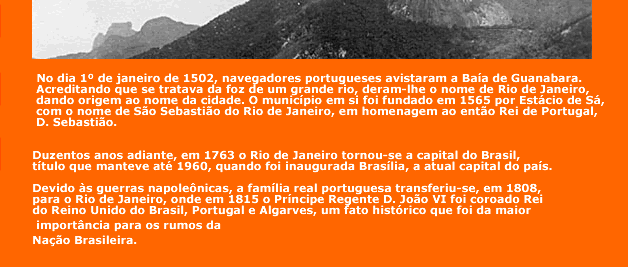 No dia 1º de janeiro de 1502, navegadores portugueses avistaram a Baía de Guanabara.
Acreditando que se tratava da foz de um grande rio, deram-lhe o nome de Rio de Janeiro,
dando origem ao nome da cidade. O município em si foi fundado em 1565 por Estácio de Sá,
com o nome de São Sebastião do Rio de Janeiro, em homenagem ao então Rei de Portugal,
D. Sebastião.
Duzentos anos adiante, em 1763 o Rio de Janeiro tornou-se a capital do Brasil,
título que manteve até 1960, quando foi inaugurada Brasília, a atual capital do país.
Devido às guerras napoleônicas, a família real portuguesa transferiu-se, em 1808,
para o Rio de Janeiro, onde em 1815 o Príncipe Regente D. João VI foi coroado Rei
do Reino Unido do Brasil, Portugal e Algarves, um fato histórico que foi da maior
importância para os rumos da
Nação Brasileira.